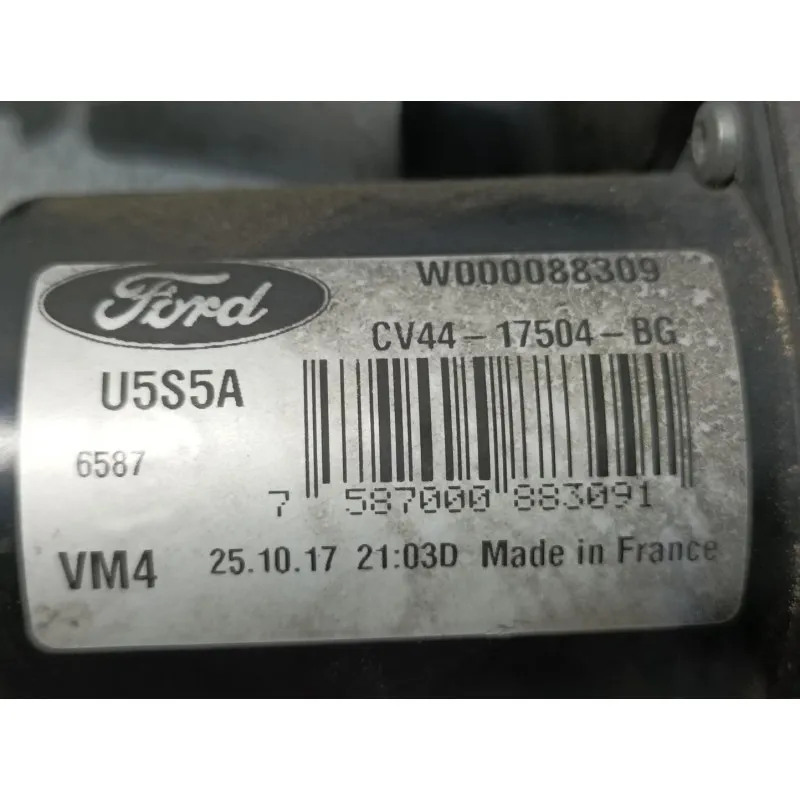 W000088309
Ford
CV44-17504-BG
U5S5A
6587
7 587000 883091
VM4 25.10.17 21:03D Made in France